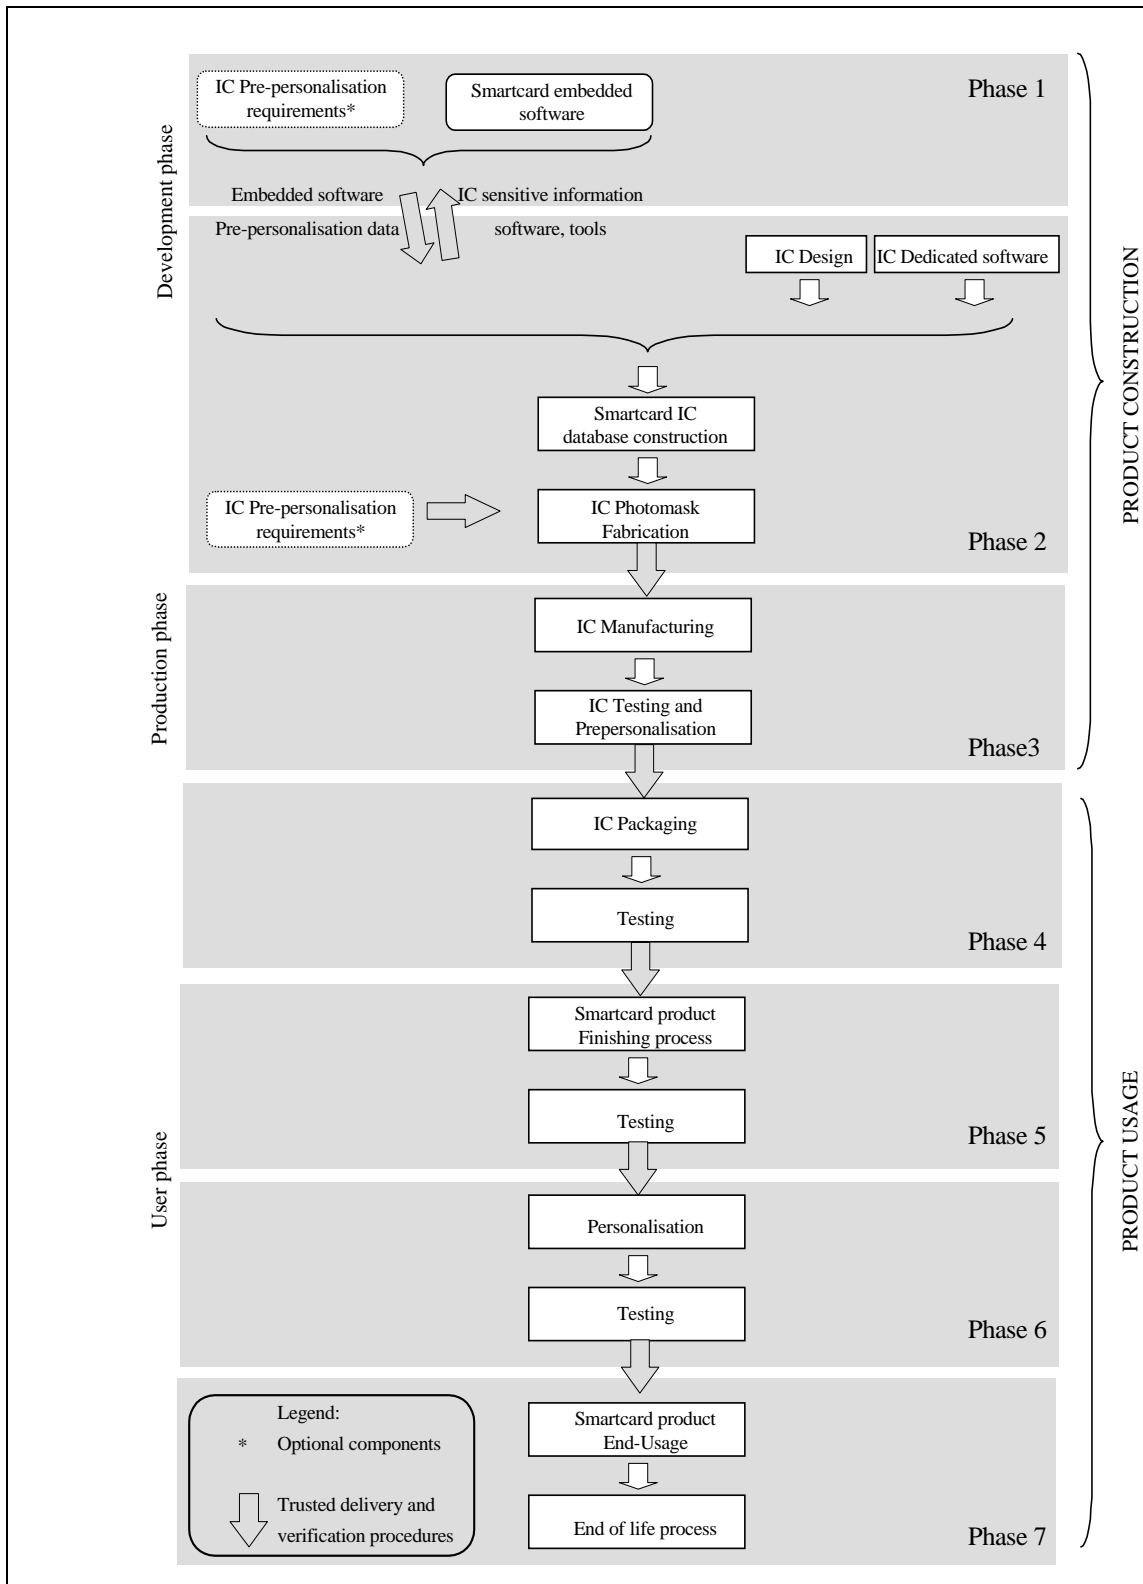 IC Pre-personalisation
requirements*
Smartcard embedded
software
Phase 1
Development phase
Embedded software
IC sensitive information
Pre-personalisation data
software, tools
IC Design
IC Dedicated software
PRODUCT CONSTRUCTION
Smartcard IC
database construction
IC Pre-personalisation
requirements*
IC Photomask
Fabrication
Phase 2
Production phase
IC Manufacturing
IC Testing and
Prepersonalisation
Phase3
IC Packaging
Testing
Phase 4
Smartcard product
Finishing process
Testing
Phase 5
User phase
PRODUCT USAGE
Personalisation
Testing
Phase 6
Legend:
* Optional components
Trusted delivery and
verification procedures
Smartcard product
End-Usage
End of life process
Phase 7